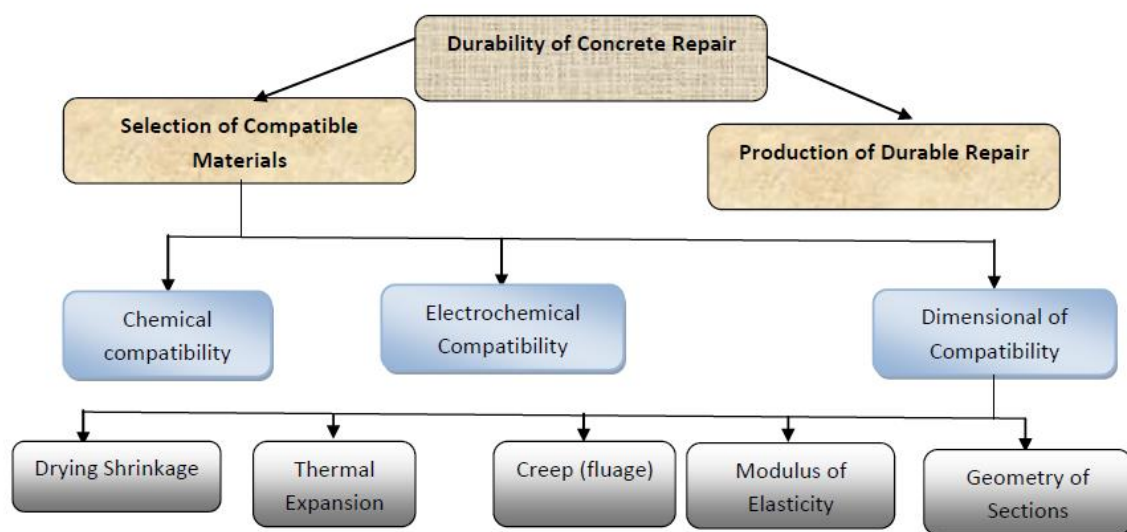 Durability of Concrete Repair
Selection of Compatible
Materials
Production of Durable Repair
Chemical
compatibility
Electrochemical
Compatibility
Dimensional of
Compatibility
Drying Shrinkage
Thermal
Expansion
Creep (fluage)
Modulus of
Elasticity
Geometry of
Sections